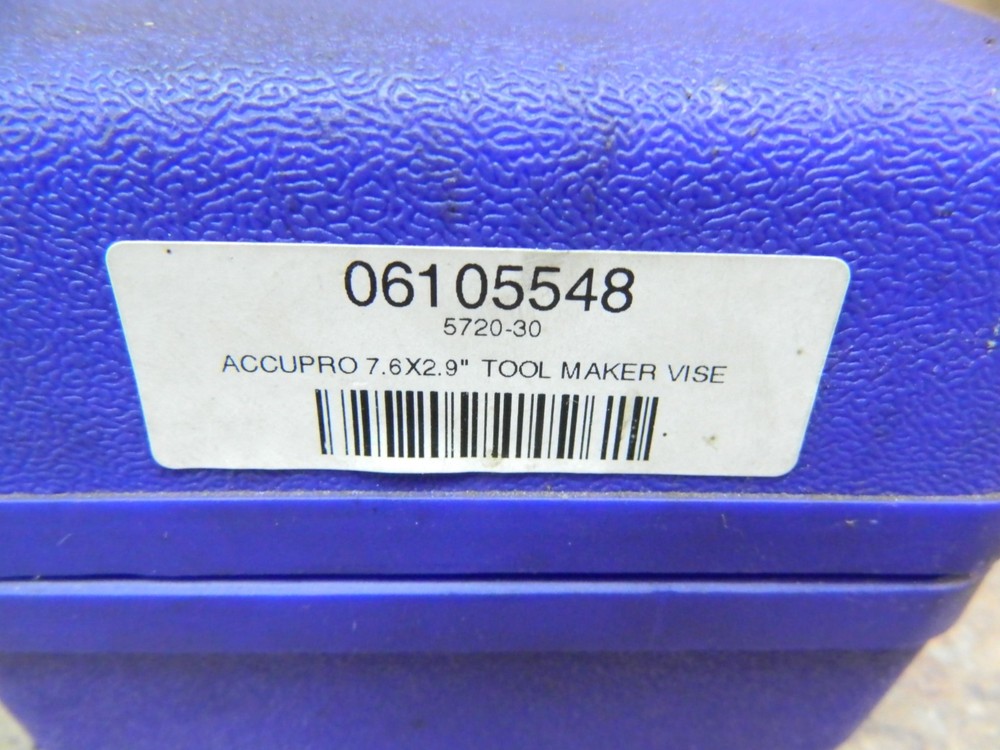 06105548
5720-30
ACCUPRO 7.6X2.9" TOOL MAKER VISE